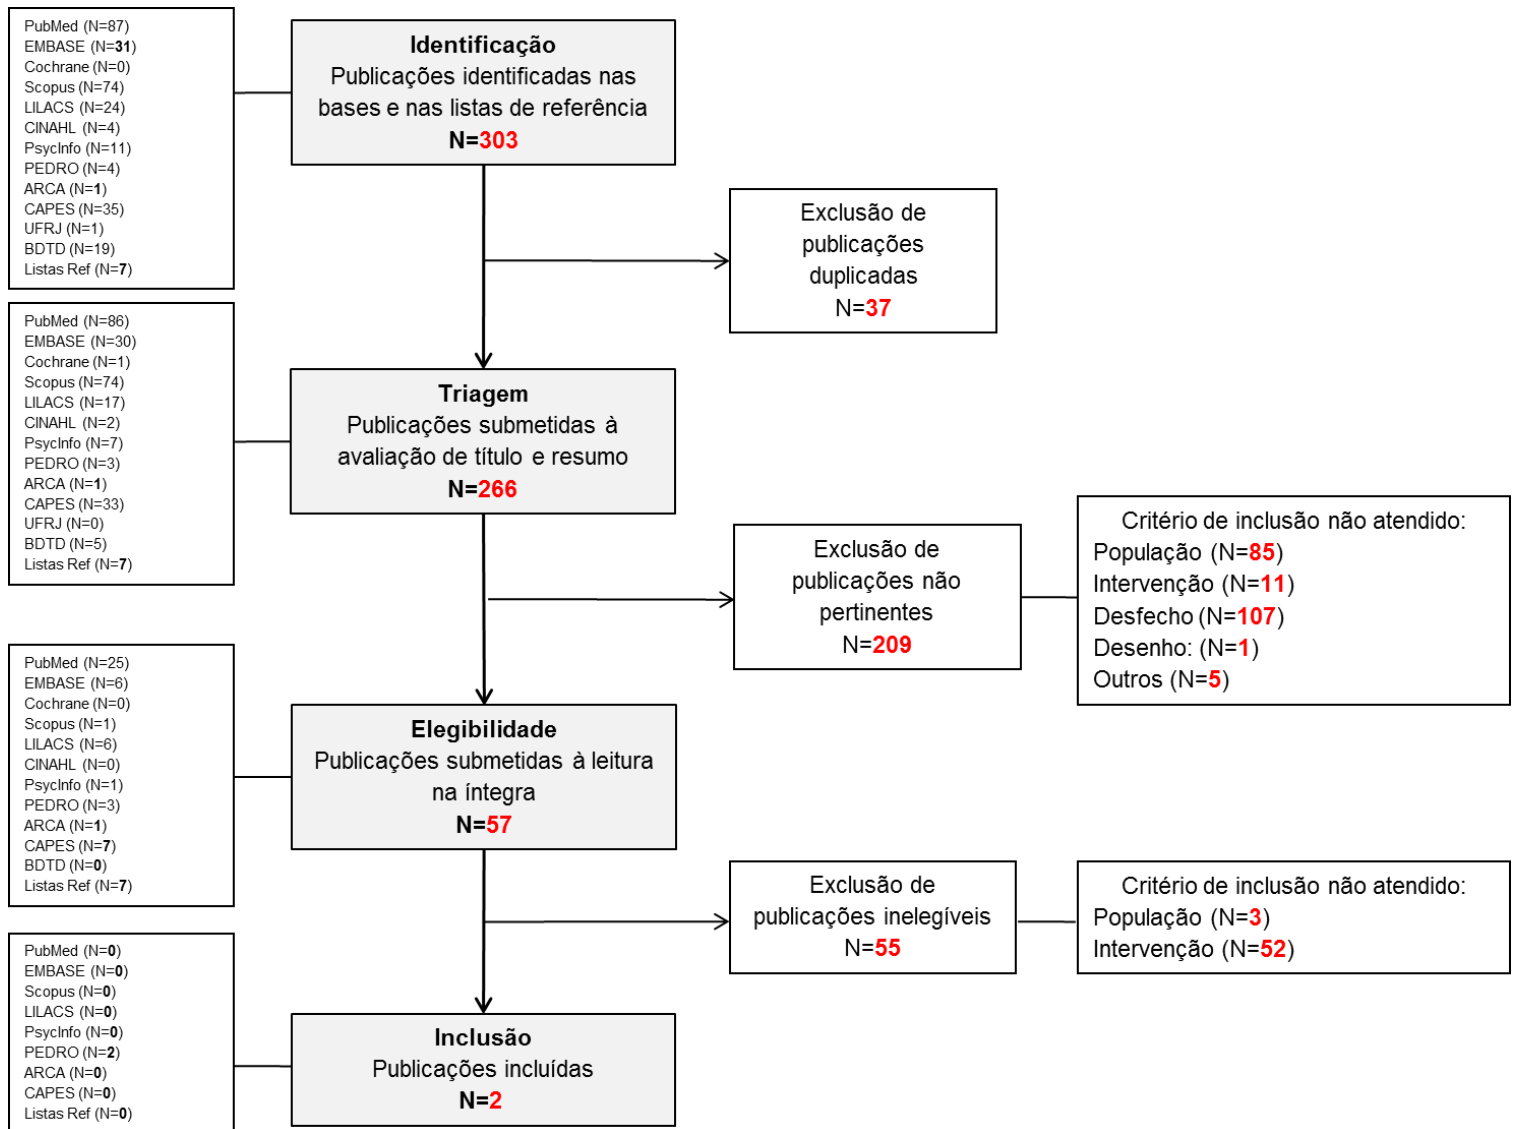 PubMed (N=87)
EMBASE (N=31)
Cochrane (N=0)
Scopus (N=74)
LILACS (N=24)
CINAHL (N=4)
PsycInfo (N=11)
PEDRO (N=4)
ARCA (N=1)
CAPES (N=35)
UFRJ (N=1)
BDTD (N=19)
Listas Ref (N=7)
Identificação
Publicações identificadas nas
bases e nas listas de referência
N=303
Exclusão de
publicações
duplicadas
N=37
PubMed (N=86)
EMBASE (N=30)
Cochrane (N=1)
Scopus (N=74)
LILACS (N=17)
CINAHL (N=2)
PsycInfo (N=7)
PEDRO (N=3)
ARCA (N=1)
CAPES (N=33)
UFRJ (N=0)
BDTD (N=5)
Listas Ref (N=7)
Triagem
Publicações submetidas à
avaliação de título e resumo
N=266
Exclusão de
publicações não
pertinentes
N=209
Critério de inclusão não atendido:
População (N=85)
Intervenção (N=11)
Desfecho (N=107)
Desenho: (N=1)
Outros (N=5)
PubMed (N=25)
EMBASE (N=6)
Cochrane (N=0)
Scopus (N=1)
LILACS (N=6)
CINAHL (N=0)
PsycInfo (N=1)
PEDRO (N=3)
ARCA (N=1)
CAPES (N=7)
BDTD (N=0)
Listas Ref (N=7)
Elegibilidade
Publicações submetidas à leitura
na íntegra
N=57
Exclusão de
publicações inelegíveis
N=55
Critério de inclusão não atendido:
População (N=3)
Intervenção (N=52)
PubMed (N=0)
EMBASE (N=0)
Scopus (N=0)
LILACS (N=0)
PsycInfo (N=0)
PEDRO (N=2)
ARCA (N=0)
CAPES (N=0)
Listas Ref (N=0)
Inclusão
Publicações incluídas
N=2